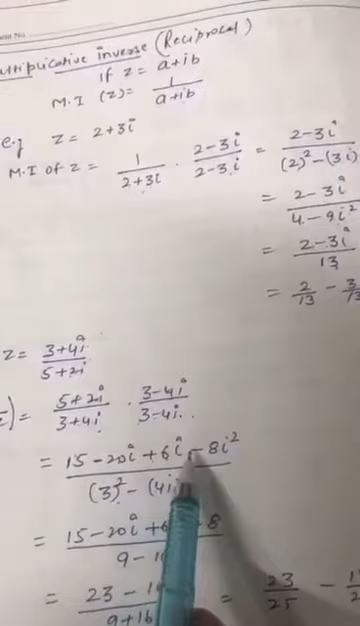 Multiplicative inverse (Reciprocal)
if z = a+ib
M.I (z) = 1/(a+ib)
e.g z = 2+3i
M.I of z = 1/(2+3i) · (2-3i)/(2-3i) = (2-3i)/((2)²-(3i)
= (2-3i)/(4-9i²)
= (2-3i)/13
= 2/13 - 3/13
z = (3+4i)/(5+2i)
) = (5+2i)/(3+4i) · (3-4i)/(3-4i)
= (15-20i+6i-8i²)/((3)²-(4i)
= (15-20i+6 +8)/(9-1
= (23-1 )/(9+16 = 23/25 -